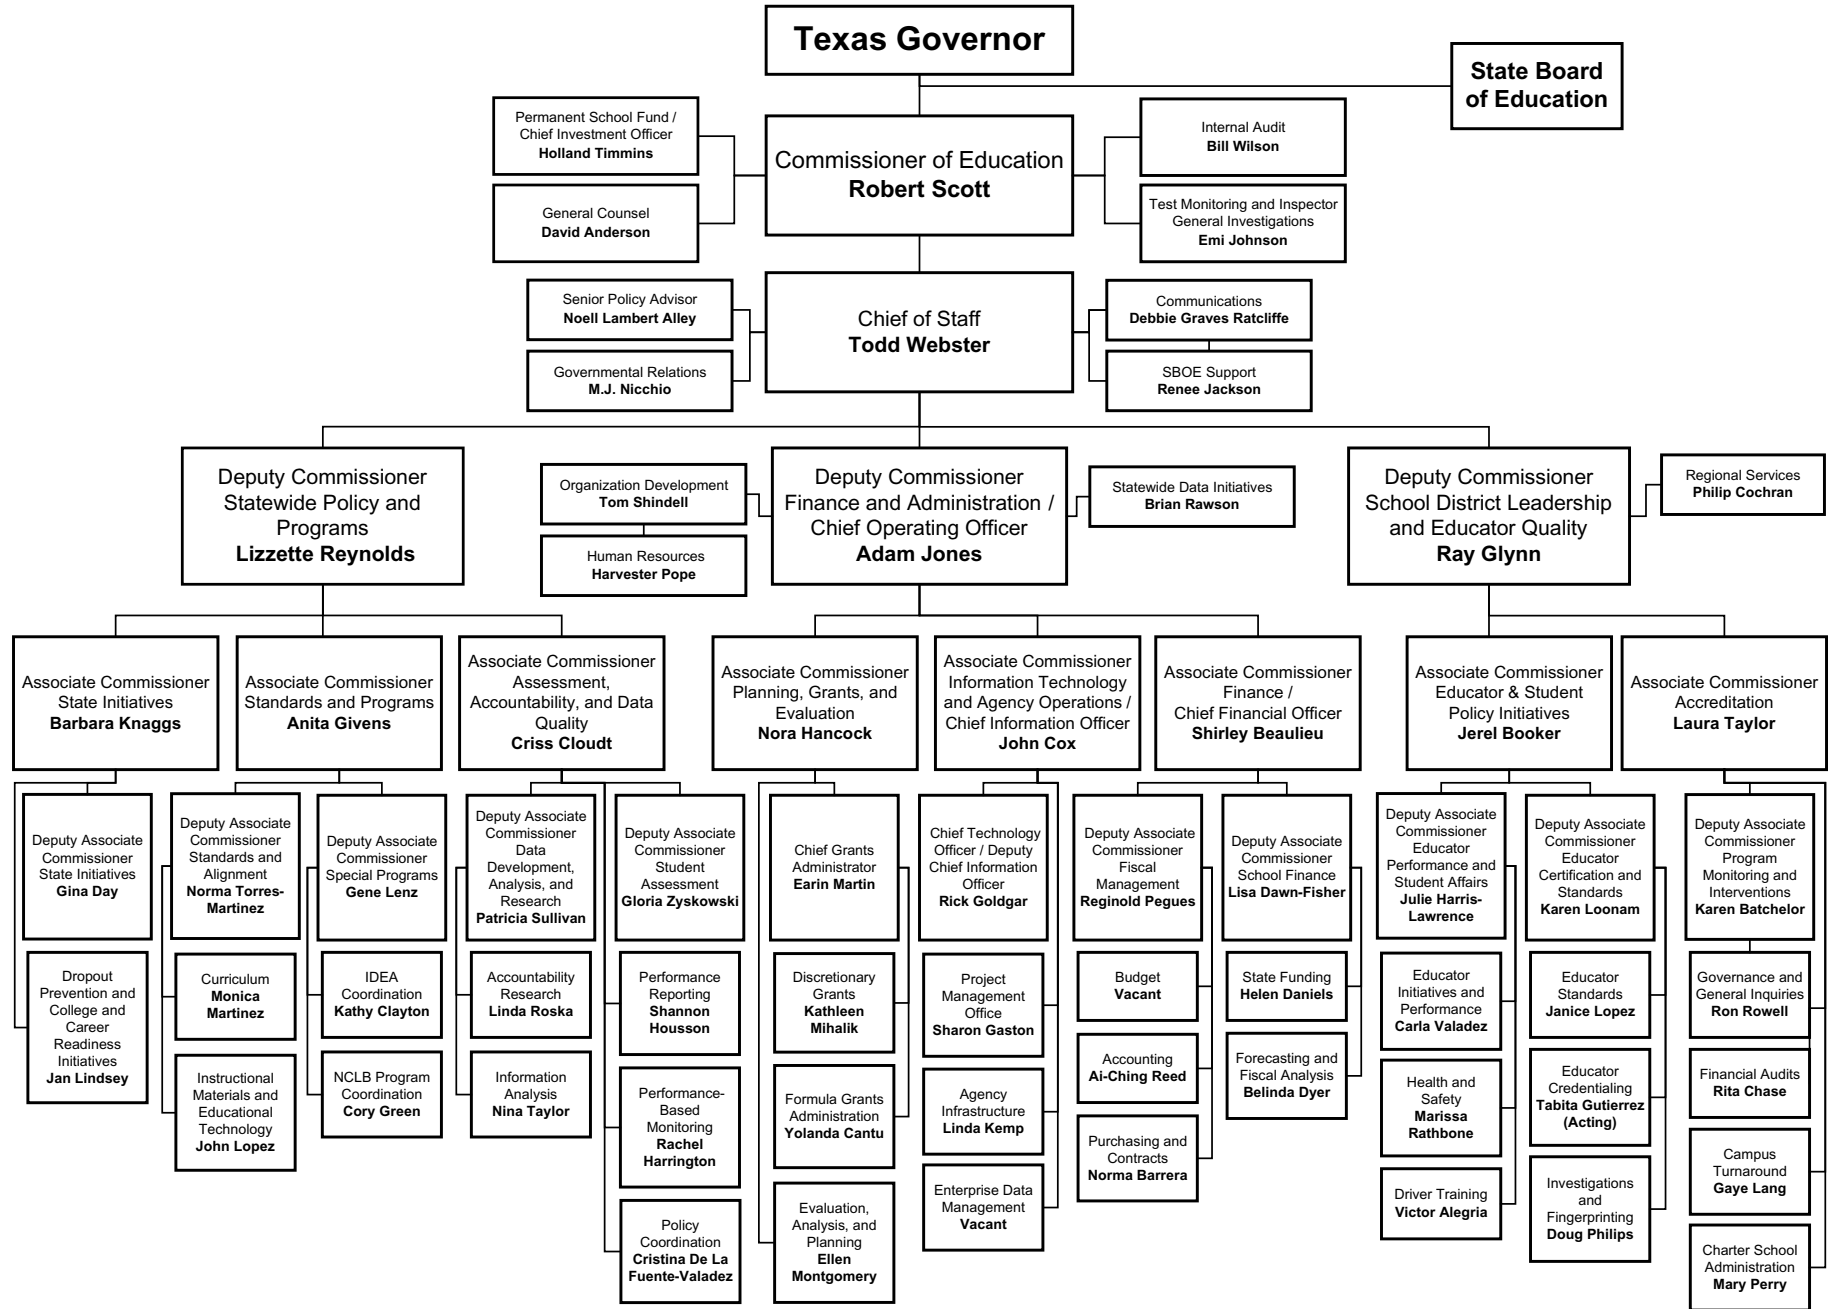 Texas Governor
State Board
of Education
Permanent School Fund /
Chief Investment Officer
Holland Timmins
General Counsel
David Anderson
Commissioner of Education
Robert Scott
Internal Audit
Bill Wilson
Test Monitoring and Inspector
General Investigations
Emi Johnson
Senior Policy Advisor
Noell Lambert Alley
Governmental Relations
M.J. Nicchio
Chief of Staff
Todd Webster
Communications
Debbie Graves Ratcliffe
SBOE Support
Renee Jackson
Deputy Commissioner
Statewide Policy and
Programs
Lizzette Reynolds
Organization Development
Tom Shindell
Human Resources
Harvester Pope
Deputy Commissioner
Finance and Administration /
Chief Operating Officer
Adam Jones
Statewide Data Initiatives
Brian Rawson
Deputy Commissioner
School District Leadership
and Educator Quality
Ray Glynn
Regional Services
Philip Cochran
Associate Commissioner
State Initiatives
Barbara Knaggs
Associate Commissioner
Standards and Programs
Anita Givens
Associate Commissioner
Assessment,
Accountability, and Data
Quality
Criss Cloudt
Associate Commissioner
Planning, Grants, and
Evaluation
Nora Hancock
Associate Commissioner
Information Technology
and Agency Operations /
Chief Information Officer
John Cox
Associate Commissioner
Finance /
Chief Financial Officer
Shirley Beaulieu
Associate Commissioner
Educator & Student
Policy Initiatives
Jerel Booker
Associate Commissioner
Accreditation
Laura Taylor
Deputy Associate
Commissioner
State Initiatives
Gina Day
Deputy Associate
Commissioner
Standards and
Alignment
Norma Torres-
Martinez
Deputy Associate
Commissioner
Special Programs
Gene Lenz
Deputy Associate
Commissioner
Data
Development,
Analysis, and
Research
Patricia Sullivan
Deputy Associate
Commissioner
Student
Assessment
Gloria Zyskowski
Chief Grants
Administrator
Earin Martin
Chief Technology
Officer / Deputy
Chief Information
Officer
Rick Goldgar
Deputy Associate
Commissioner
Fiscal
Management
Reginold Pegues
Deputy Associate
Commissioner
School Finance
Lisa Dawn-Fisher
Deputy Associate
Commissioner
Educator
Performance and
Student Affairs
Julie Harris-
Lawrence
Deputy Associate
Commissioner
Educator
Certification and
Standards
Karen Loonam
Deputy Associate
Commissioner
Program
Monitoring and
Interventions
Karen Batchelor
Dropout
Prevention and
College and
Career
Readiness
Initiatives
Jan Lindsey
Curriculum
Monica
Martinez
IDEA
Coordination
Kathy Clayton
Accountability
Research
Linda Roska
Performance
Reporting
Shannon
Housson
Discretionary
Grants
Kathleen
Mihalik
Project
Management
Office
Sharon Gaston
Budget
Vacant
State Funding
Helen Daniels
Educator
Initiatives and
Performance
Carla Valadez
Educator
Standards
Janice Lopez
Governance and
General Inquiries
Ron Rowell
Instructional
Materials and
Educational
Technology
John Lopez
NCLB Program
Coordination
Cory Green
Information
Analysis
Nina Taylor
Performance-
Based
Monitoring
Rachel
Harrington
Formula Grants
Administration
Yolanda Cantu
Agency
Infrastructure
Linda Kemp
Accounting
Ai-Ching Reed
Forecasting and
Fiscal Analysis
Belinda Dyer
Health and
Safety
Marissa
Rathbone
Educator
Credentialing
Tabita Gutierrez
(Acting)
Financial Audits
Rita Chase
Policy
Coordination
Cristina De La
Fuente-Valadez
Evaluation,
Analysis, and
Planning
Ellen
Montgomery
Enterprise Data
Management
Vacant
Purchasing and
Contracts
Norma Barrera
Driver Training
Victor Alegria
Investigations
and
Fingerprinting
Doug Philips
Campus
Turnaround
Gaye Lang
Charter School
Administration
Mary Perry